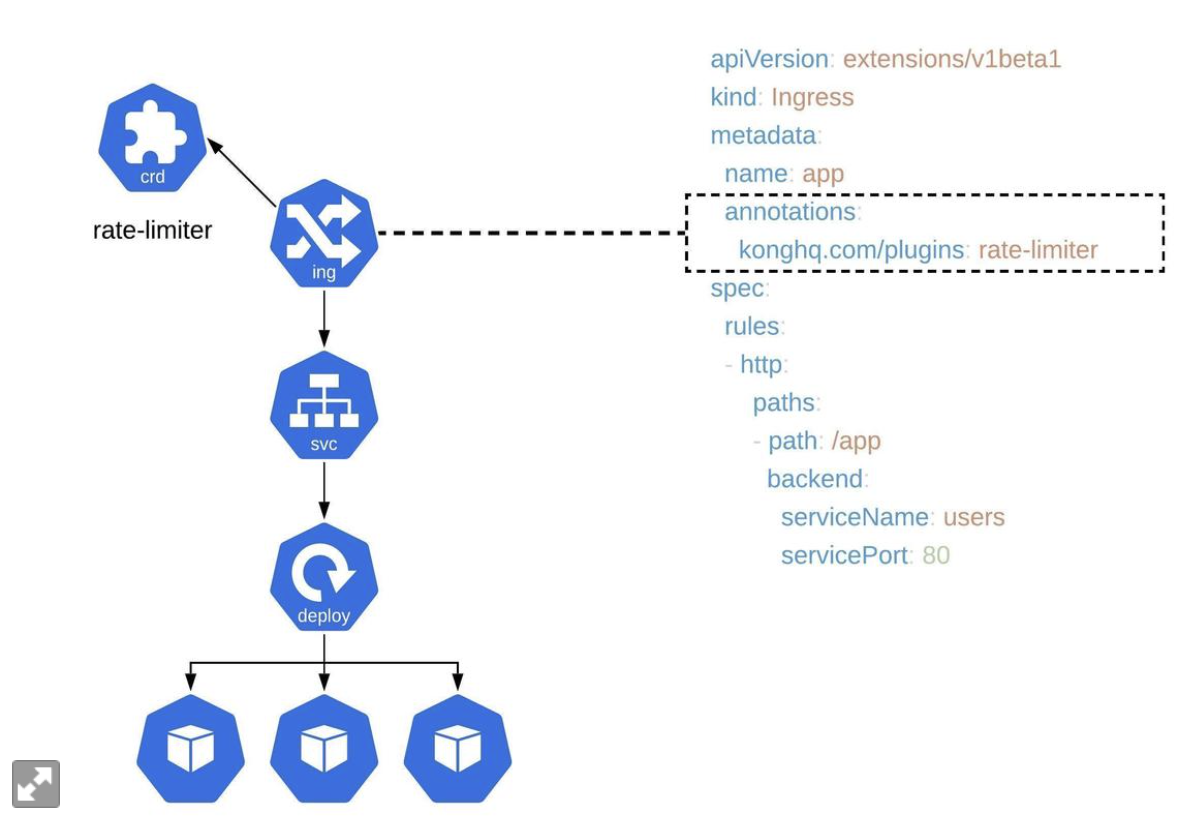 crd
rate-limiter
ing
svc
deploy
apiVersion: extensions/v1beta1
kind: Ingress
metadata:
name: app
annotations:
konghq.com/plugins: rate-limiter
spec:
rules:
- http:
paths:
- path: /app
backend:
serviceName: users
servicePort: 80